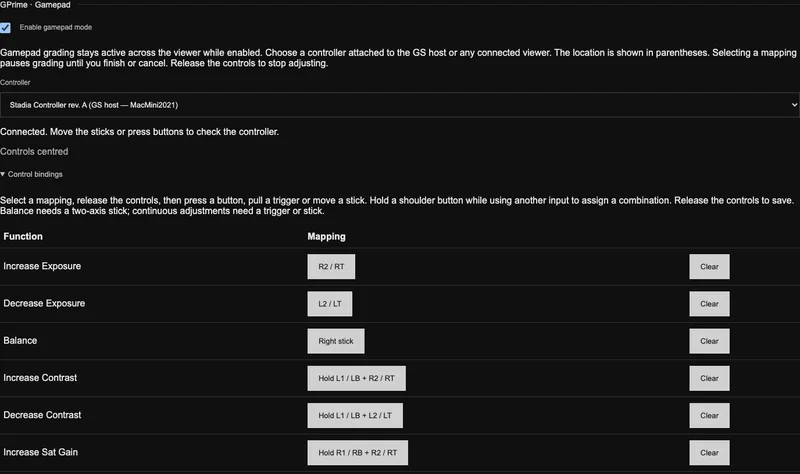 GPrime · Gamepad
Enable gamepad mode
Gamepad grading stays active across the viewer while enabled. Choose a controller attached to the GS host or any connected viewer. The location is shown in parentheses. Selecting a mapping
pauses grading until you finish or cancel. Release the controls to stop adjusting.
Controller
Stadia Controller rev. A (GS host — MacMini2021)
Connected. Move the sticks or press buttons to check the controller.
Controls centred
▼ Control bindings
Select a mapping, release the controls, then press a button, pull a trigger or move a stick. Hold a shoulder button while using another input to assign a combination. Release the controls to save.
Balance needs a two-axis stick; continuous adjustments need a trigger or stick.
Function Mapping
Increase Exposure R2 / RT Clear
Decrease Exposure L2 / LT Clear
Balance Right stick Clear
Increase Contrast Hold L1 / LB + R2 / RT Clear
Decrease Contrast Hold L1 / LB + L2 / LT Clear
Increase Sat Gain Hold R1 / RB + R2 / RT Clear